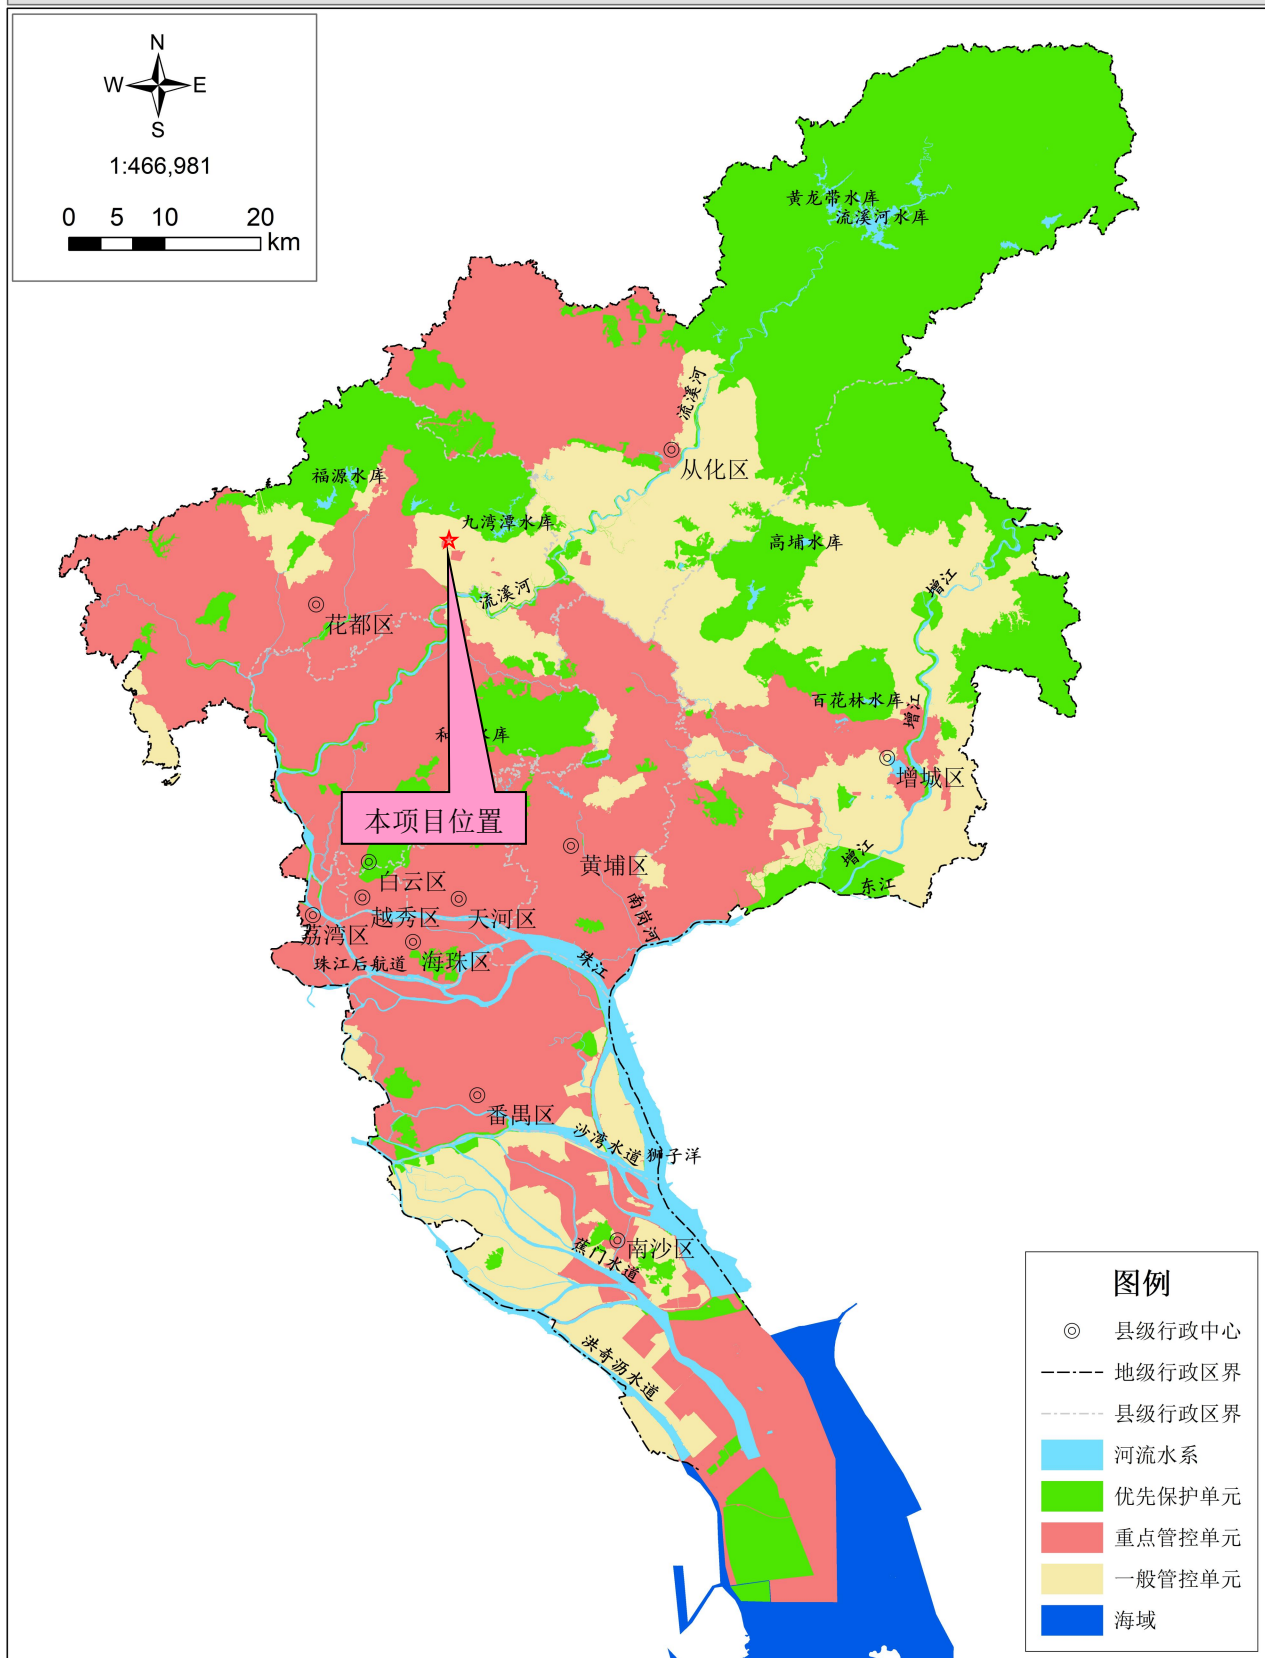 N
W
E
S
1:466,981
0
5
10
20
km
黄龙带水库
流溪河水库
流溪河
从化区
福源水库
九湾潭水库
高埔水库
流溪河
增江
花都区
百花林水库
增江
增城区
本项目位置
黄埔区
增江
东江
白云区
越秀区
天河区
荔湾区
南岗河
海珠区
珠江后航道
珠江
番禺区
沙湾水道
狮子洋
南沙区
蕉门水道
洪奇沥水道
图例
县级行政中心
地级行政区界
县级行政区界
河流水系
优先保护单元
重点管控单元
一般管控单元
海域